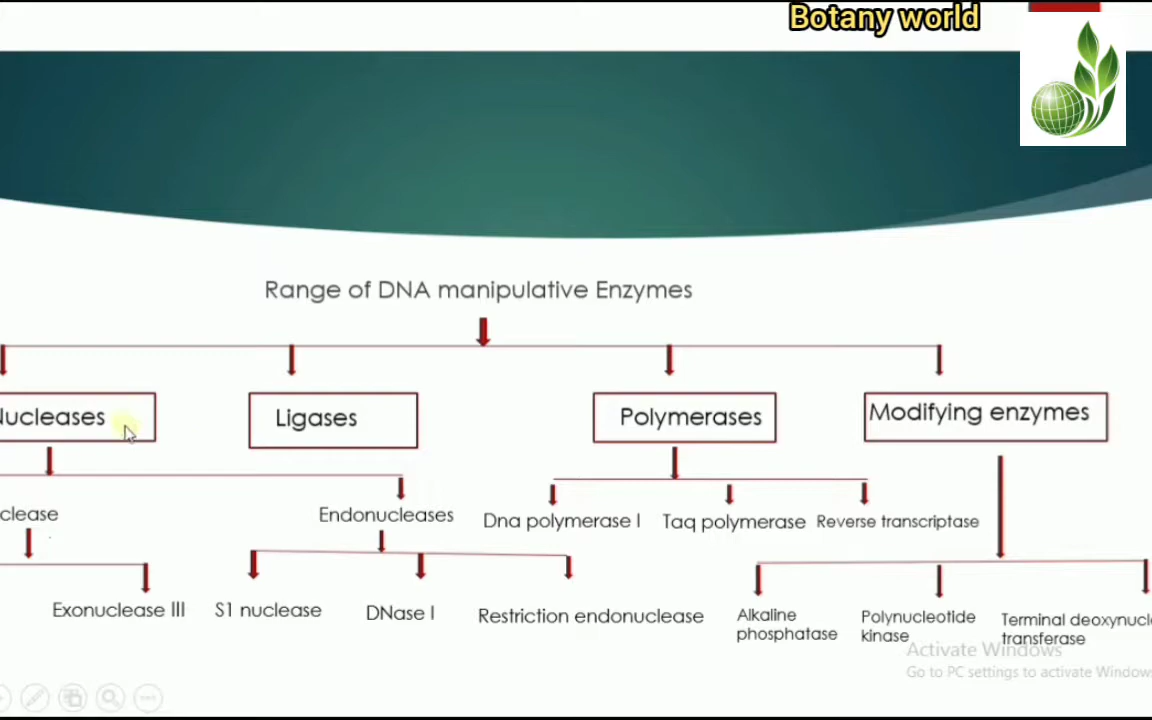 Botany world
Range of DNA manipulative Enzymes
Nucleases
Ligases
Polymerases
Modifying enzymes
clease
Endonucleases
Dna polymerase I
Taq polymerase
Reverse transcriptase
Exonuclease III
S1 nuclease
DNase I
Restriction endonuclease
Alkaline
phosphatase
Polynucleotide
kinase
Terminal deoxynucle
transferase
Activate Windows
Go to PC settings to activate Windows